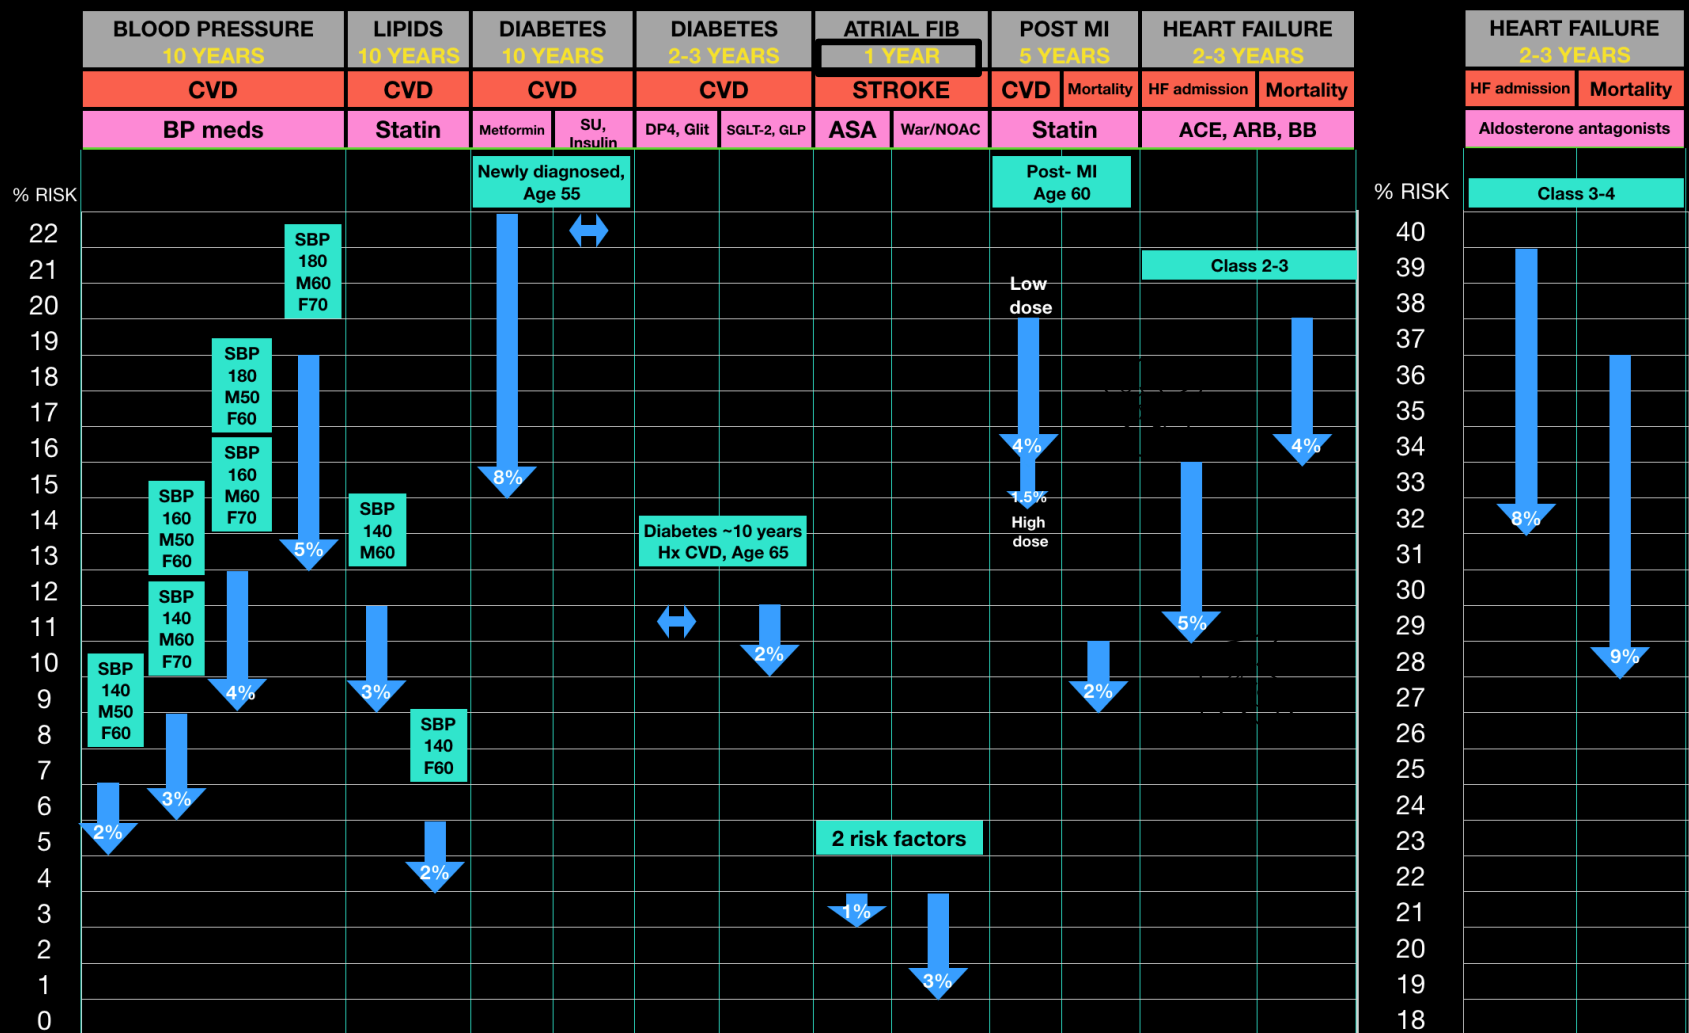 BLOOD PRESSURE
10 YEARS
LIPIDS
10 YEARS
DIABETES
10 YEARS
DIABETES
2-3 YEARS
ATRIAL FIB
1 YEAR
POST MI
5 YEARS
HEART FAILURE
2-3 YEARS
HEART FAILURE
2-3 YEARS
CVD
CVD
CVD
CVD
STROKE
CVD
Mortality
HF admission
Mortality
HF admission
Mortality
BP meds
Statin
Metformin
SU,
Insulin
DP4, Glit
SGLT-2, GLP
ASA
War/NOAC
Statin
ACE, ARB, BB
Aldosterone antagonists
% RISK
22
21
20
19
18
17
16
15
14
13
12
11
10
9
8
7
6
5
4
3
2
1
0
SBP
140
M50
F60
2%
SBP
160
M50
F60
SBP
140
M60
F70
3%
SBP
180
M50
F60
SBP
160
M60
F70
4%
SBP
180
M60
F70
5%
SBP
140
M60
3%
SBP
140
F60
2%
Newly diagnosed,
Age 55
8%
Diabetes ~10 years
Hx CVD, Age 65
2%
2 risk factors
1%
3%
Post- MI
Age 60
Low
dose
4%
1.5%
High
dose
2%
Class 2-3
5%
4%
% RISK
40
39
38
37
36
35
34
33
32
31
30
29
28
27
26
25
24
23
22
21
20
19
18
Class 3-4
8%
9%